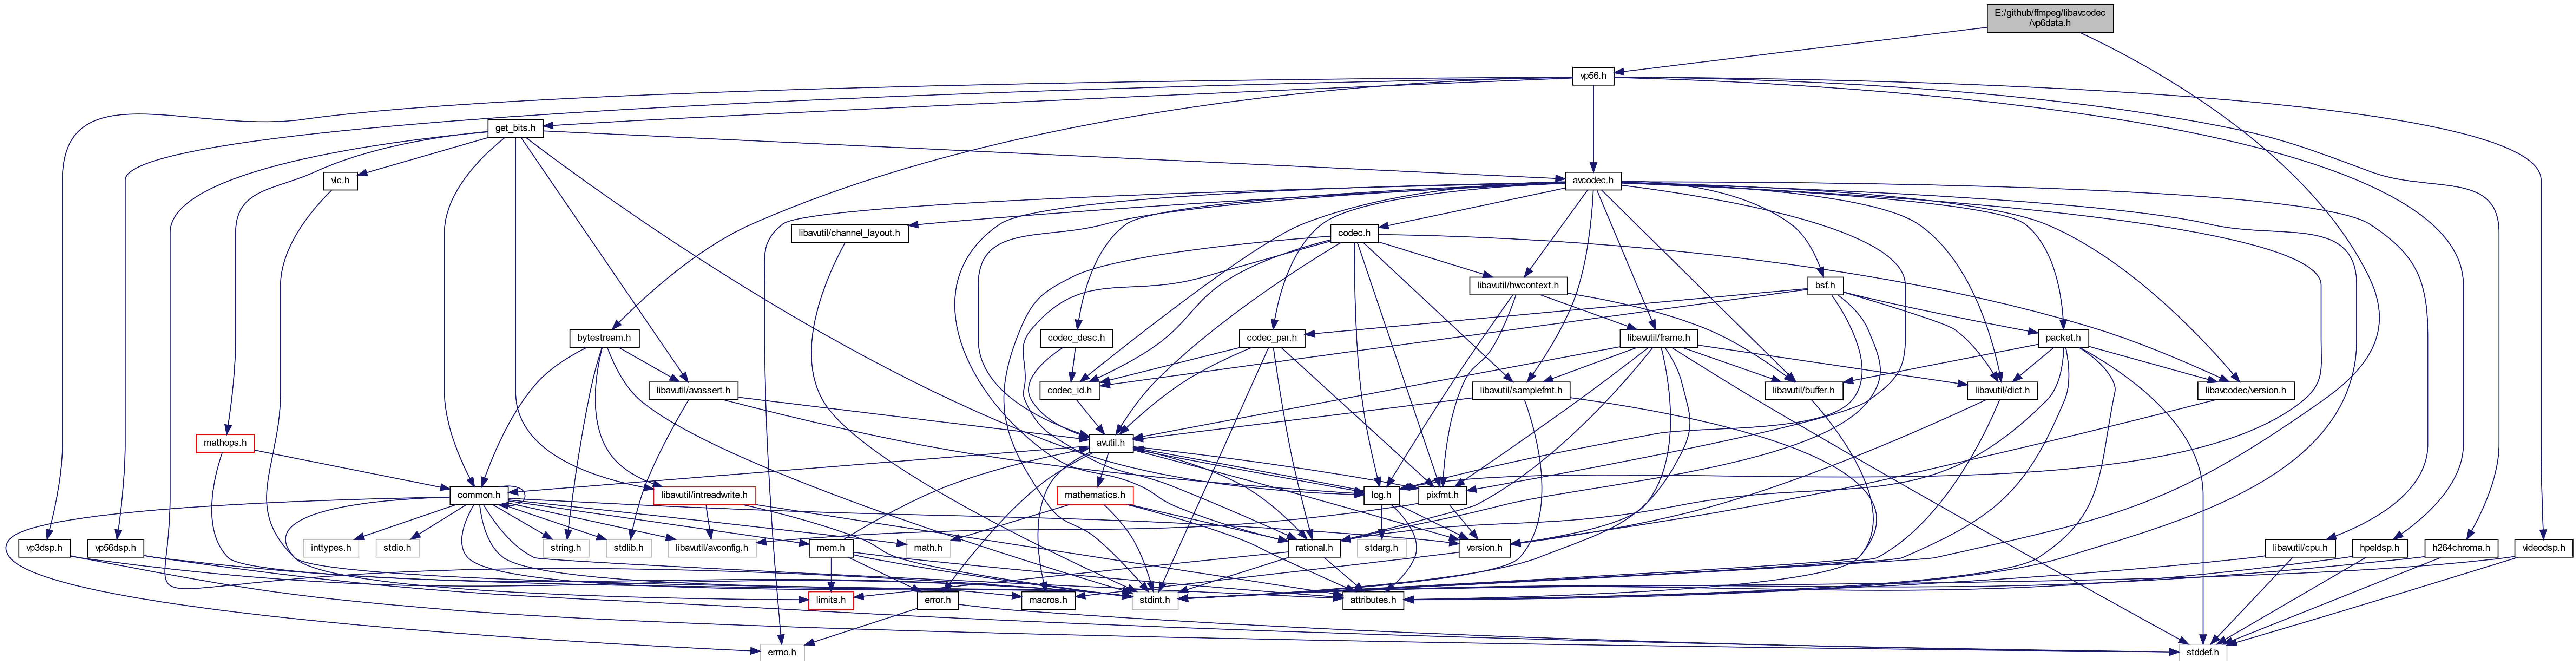 E:/github/ffmpeg/libavcodec
/vp6data.h
vp56.h
get_bits.h
vlc.h
avcodec.h
libavutil/channel_layout.h
codec.h
libavutil/hwcontext.h
bsf.h
bytestream.h
codec_desc.h
codec_par.h
libavutil/frame.h
packet.h
libavutil/avassert.h
codec_id.h
libavutil/samplefmt.h
libavutil/buffer.h
libavutil/dict.h
libavcodec/version.h
mathops.h
avutil.h
common.h
libavutil/intreadwrite.h
mathematics.h
log.h
pixfmt.h
vp3dsp.h
vp56dsp.h
inttypes.h
stdio.h
string.h
stdlib.h
libavutil/avconfig.h
mem.h
math.h
rational.h
stdarg.h
version.h
libavutil/cpu.h
hpeldsp.h
h264chroma.h
videodsp.h
limits.h
error.h
macros.h
stdint.h
attributes.h
errno.h
stddef.h